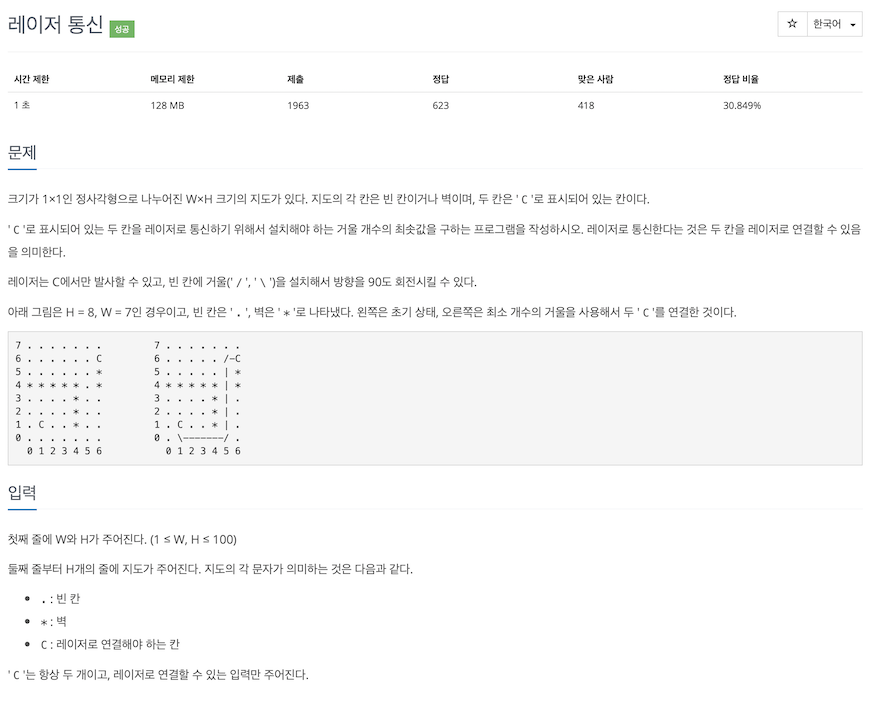 레이저 통신 성공
☆ 한국어
시간 제한 메모리 제한 제출 정답 맞은 사람 정답 비율
1 초 128 MB 1963 623 418 30.849%
문제
크기가 1×1인 정사각형으로 나누어진 W×H 크기의 지도가 있다. 지도의 각 칸은 빈 칸이거나 벽이며, 두 칸은 ' C '로 표시되어 있는 칸이다.
' C '로 표시되어 있는 두 칸을 레이저로 통신하기 위해서 설치해야 하는 거울 개수의 최솟값을 구하는 프로그램을 작성하시오. 레이저로 통신한다는 것은 두 칸을 레이저로 연결할 수 있음
을 의미한다.
레이저는 C에서만 발사할 수 있고, 빈 칸에 거울(' / ', ' \ ')을 설치해서 방향을 90도 회전시킬 수 있다.
아래 그림은 H = 8, W = 7인 경우이고, 빈 칸은 ' . ', 벽은 ' * '로 나타냈다. 왼쪽은 초기 상태, 오른쪽은 최소 개수의 거울을 사용해서 두 ' C '를 연결한 것이다.
7 . . . . . . .         7 . . . . . . .
6 . . . . . . C         6 . . . . . /-C
5 . . . . . . *         5 . . . . . | *
4 * * * * * . *         4 * * * * * | *
3 . . . . * . .         3 . . . . * | .
2 . . . . * . .         2 . . . . * | .
1 . C . . * . .         1 . C . . * | .
0 . . . . . . .         0 . \-------/ .
  0 1 2 3 4 5 6           0 1 2 3 4 5 6
입력
첫째 줄에 W와 H가 주어진다. (1 ≤ W, H ≤ 100)
둘째 줄부터 H개의 줄에 지도가 주어진다. 지도의 각 문자가 의미하는 것은 다음과 같다.
• . : 빈 칸
• * : 벽
• C : 레이저로 연결해야 하는 칸
' C '는 항상 두 개이고, 레이저로 연결할 수 있는 입력만 주어진다.